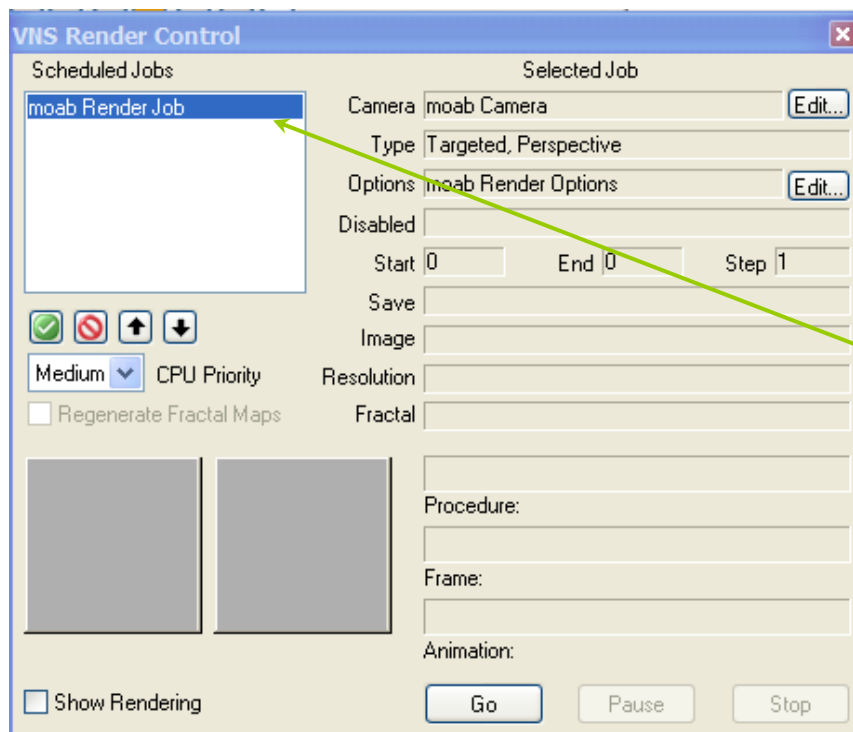 VNS Render Control
Scheduled Jobs
Selected Job
moab Render Job
Camera moab Camera Edit...
Type Targeted, Perspective
Options moab Render Options Edit...
Disabled
Start 0 End 0 Step 1
Save
Image
Medium CPU Priority
Resolution
Regenerate Fractal Maps
Fractal
Procedure:
Frame:
Animation:
Show Rendering
Go Pause Stop